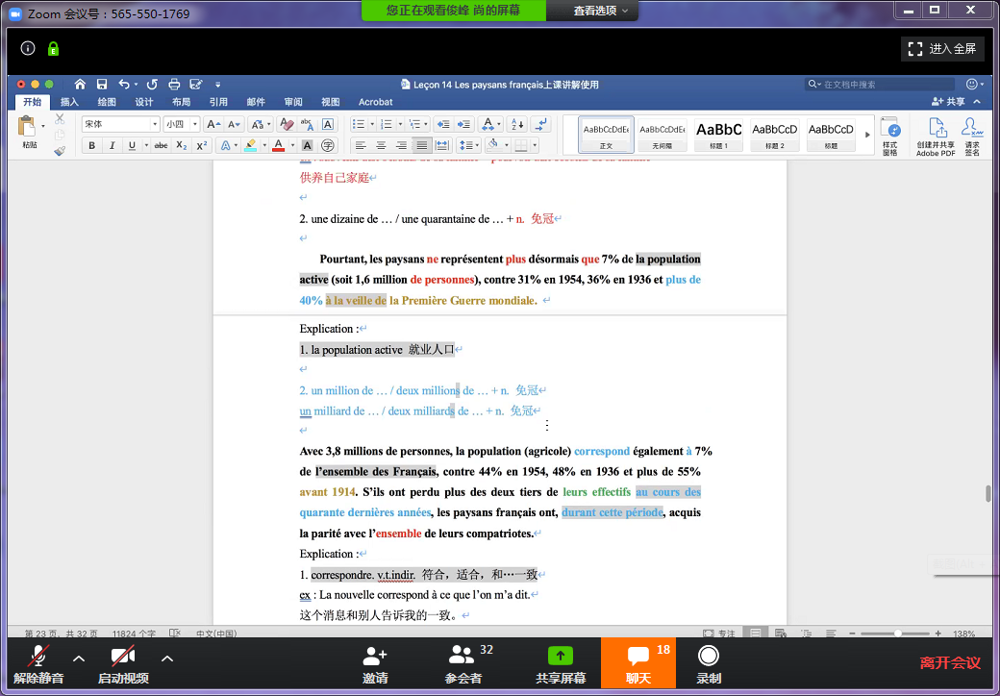 Zoom 会议号：565-550-1769
您正在观看俊峰 尚的屏幕
查看选项
进入全屏
Leçon 14 Les paysans français上课讲解使用
在文档中搜索
开始 插入 绘图 设计 布局 引用 邮件 审阅 视图 Acrobat
共享
粘贴
宋体 小四
AaBbCcDdEe AaBbCcDdEe AaBbC AaBbCcD AaBbCcD
正文 无间隔 标题 1 标题 2 标题
样式窗格
创建并共享 Adobe PDF
请求签名
供养自己家庭
2. une dizaine de … / une quarantaine de … + n. 免冠
Pourtant, les paysans ne représentent plus désormais que 7% de la population
active (soit 1,6 million de personnes), contre 31% en 1954, 36% en 1936 et plus de
40% à la veille de la Première Guerre mondiale.
Explication :
1. la population active 就业人口
2. un million de … / deux millions de … + n. 免冠
un milliard de … / deux milliards de … + n. 免冠
Avec 3,8 millions de personnes, la population (agricole) correspond également à 7%
de l’ensemble des Français, contre 44% en 1954, 48% en 1936 et plus de 55%
avant 1914. S’ils ont perdu plus des deux tiers de leurs effectifs au cours des
quarante dernières années, les paysans français ont, durant cette période, acquis
la parité avec l’ensemble de leurs compatriotes.
Explication :
1. correspondre. v.t.indir. 符合，适合，和…一致
ex : La nouvelle correspond à ce que l’on m’a dit.
这个消息和别人告诉我的一致。
第 23 页，共 32 页 11824 个字 中文(中国) 专注 138%
32
18
解除静音 启动视频 邀请 参会者 共享屏幕 聊天 录制 离开会议